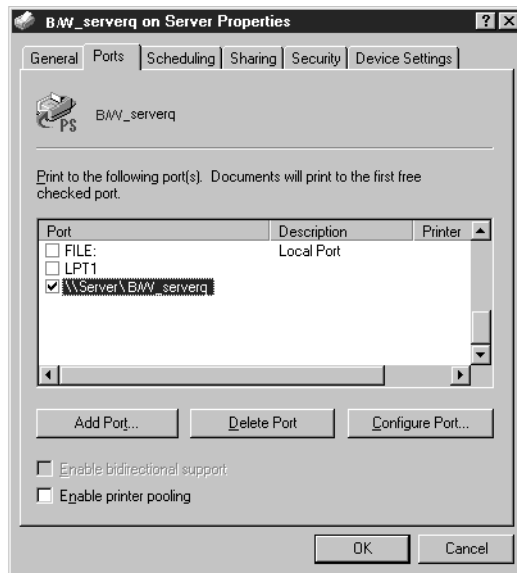 B/W_serverq on Server Properties
General Ports Scheduling Sharing Security Device Settings
PS
B/W_serverq
Print to the following port(s). Documents will print to the first free
checked port.
Port Description Printer
FILE: Local Port
LPT1
\\Server\B/W_serverq
Add Port... Delete Port Configure Port...
Enable bidirectional support
Enable printer pooling
OK Cancel